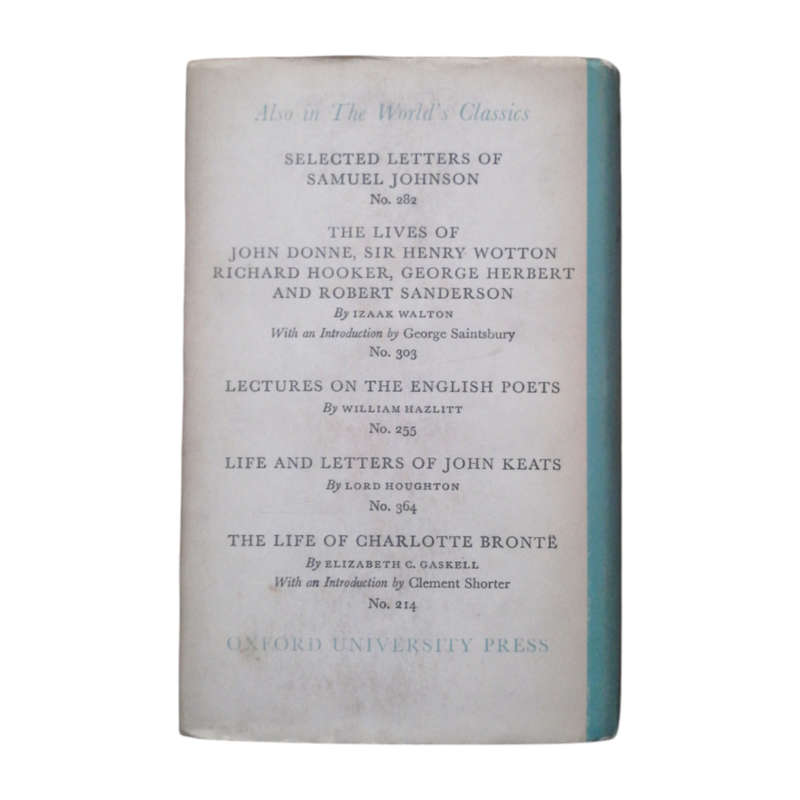 Also in The World's Classics
SELECTED LETTERS OF
SAMUEL JOHNSON
No. 282
THE LIVES OF
JOHN DONNE, SIR HENRY WOTTON
RICHARD HOOKER, GEORGE HERBERT
AND ROBERT SANDERSON
By IZAAK WALTON
With an Introduction by George Saintsbury
No. 303
LECTURES ON THE ENGLISH POETS
By WILLIAM HAZLITT
No. 255
LIFE AND LETTERS OF JOHN KEATS
By LORD HOUGHTON
No. 364
THE LIFE OF CHARLOTTE BRONTË
By ELIZABETH C. GASKELL
With an Introduction by Clement Shorter
No. 214
OXFORD UNIVERSITY PRESS